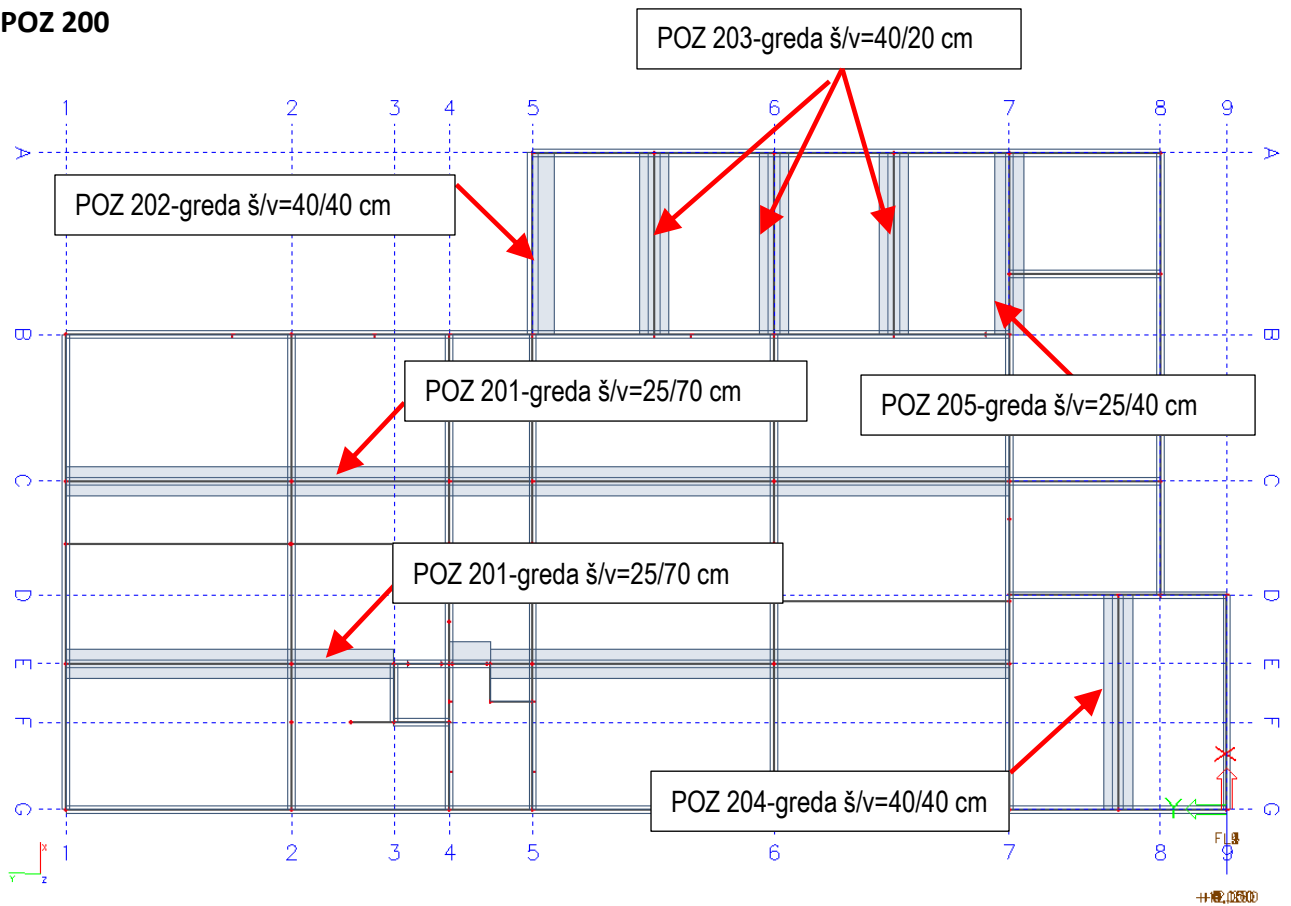 POZ 200
POZ 203-greda š/v=40/20 cm
1 2 3 4 5 6 7 8 9
A A
POZ 202-greda š/v=40/40 cm
B B
POZ 201-greda š/v=25/70 cm
POZ 205-greda š/v=25/40 cm
C C
POZ 201-greda š/v=25/70 cm
D D
E E
F F
X
POZ 204-greda š/v=40/40 cm
Y
G G
1 2 3 4 5 6 7 8 9
x
Y z